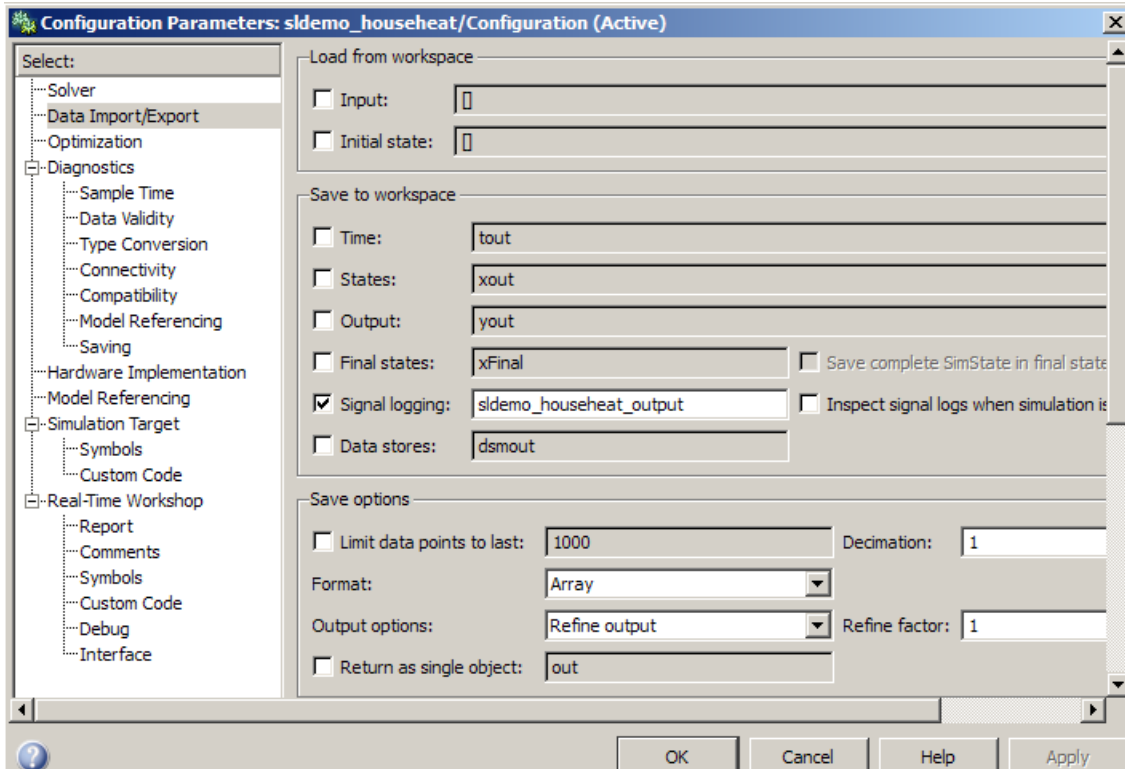 Configuration Parameters: sldemo_househeat/Configuration (Active)
Select:
Solver
Data Import/Export
Optimization
Diagnostics
Sample Time
Data Validity
Type Conversion
Connectivity
Compatibility
Model Referencing
Saving
Hardware Implementation
Model Referencing
Simulation Target
Symbols
Custom Code
Real-Time Workshop
Report
Comments
Symbols
Custom Code
Debug
Interface
Load from workspace
Input: []
Initial state: []
Save to workspace
Time: tout
States: xout
Output: yout
Final states: xFinal Save complete SimState in final state
Signal logging: sldemo_househeat_output Inspect signal logs when simulation is
Data stores: dsmout
Save options
Limit data points to last: 1000 Decimation: 1
Format: Array
Output options: Refine output Refine factor: 1
Return as single object: out
OK Cancel Help Apply